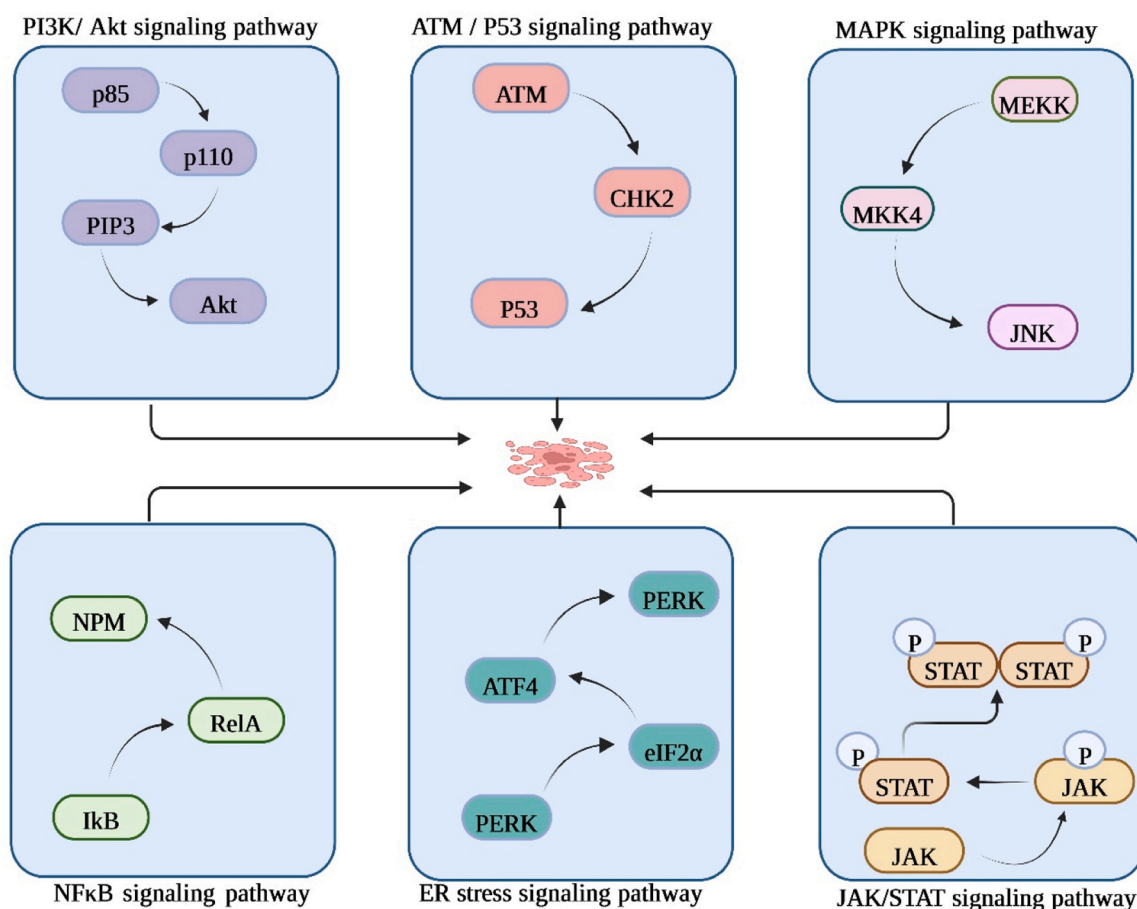 PI3K/ Akt signaling pathway
p85
p110
PIP3
Akt
ATM / P53 signaling pathway
ATM
CHK2
P53
MAPK signaling pathway
MEKK
MKK4
JNK
NPM
RelA
IkB
NFκB signaling pathway
PERK
ATF4
eIF2α
PERK
ER stress signaling pathway
P
P
STAT
STAT
P
P
STAT
JAK
JAK
JAK/STAT signaling pathway